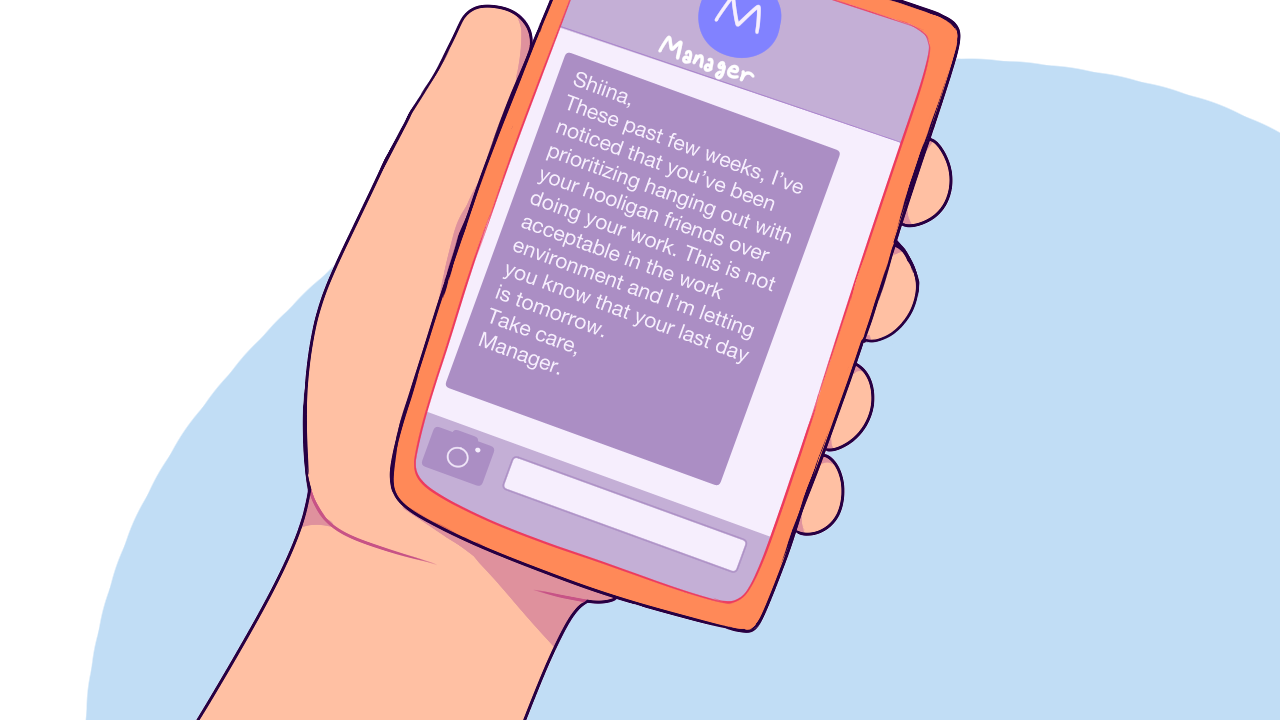 M
Manager
Shiina,
These past few weeks, I've
noticed that you've been
prioritizing hanging out with
your hooligan friends over
doing your work. This is not
acceptable in the work
environment and I'm letting
you know that your last day
is tomorrow.
Take care,
Manager.